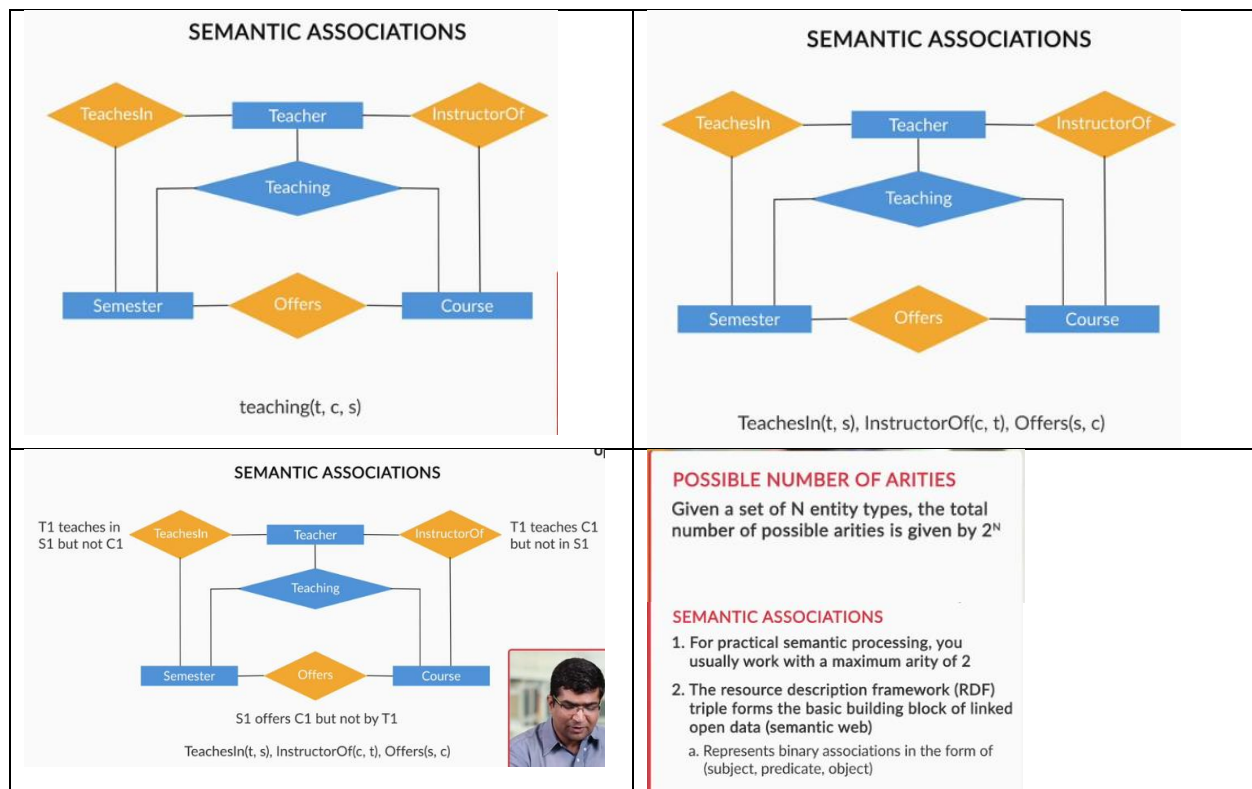 SEMANTIC ASSOCIATIONS
TeachesIn
Teacher
InstructorOf
Teaching
Semester
Offers
Course
teaching(t, c, s)
SEMANTIC ASSOCIATIONS
TeachesIn
Teacher
InstructorOf
Teaching
Semester
Offers
Course
TeachesIn(t, s), InstructorOf(c, t), Offers(s, c)
SEMANTIC ASSOCIATIONS
T1 teaches in
S1 but not C1
TeachesIn
Teacher
InstructorOf
T1 teaches C1
but not in S1
Teaching
Semester
Offers
Course
S1 offers C1 but not by T1
TeachesIn(t, s), InstructorOf(c, t), Offers(s, c)
POSSIBLE NUMBER OF ARITIES
Given a set of N entity types, the total
number of possible arities is given by 2ᴺ
SEMANTIC ASSOCIATIONS
1. For practical semantic processing, you
usually work with a maximum arity of 2
2. The resource description framework (RDF)
triple forms the basic building block of linked
open data (semantic web)
a. Represents binary associations in the form of
(subject, predicate, object)